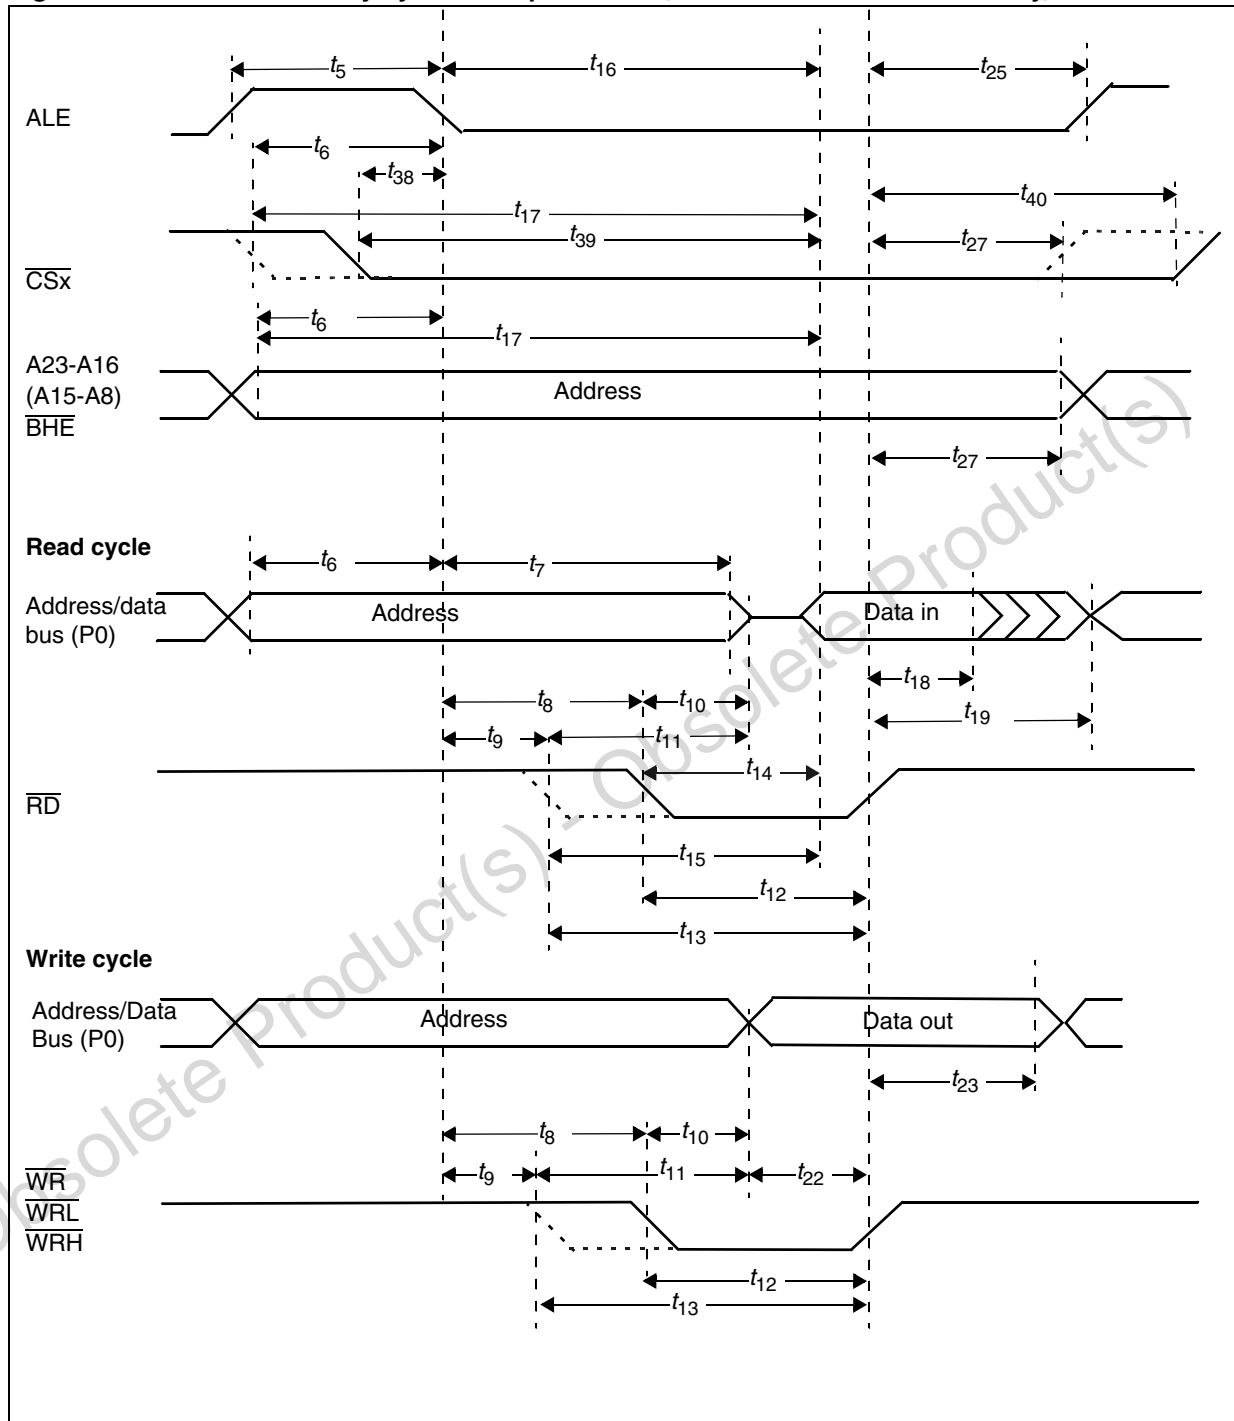 t5
t16
t25
ALE
t6
t38
t40
t17
t39
t27
CSx
t6
t17
A23-A16
(A15-A8)
BHE
Address
t27
Read cycle
t6
t7
Address/data
bus (P0)
Address
Data in
t18
t8
t10
t19
t9
t11
t14
RD
t15
t12
t13
Write cycle
Address/Data
Bus (P0)
Address
Data out
t23
t8
t10
t9
t11
t22
WR
WRL
WRH
t12
t13
Obsolete Product(s) - Obsolete Product(s)